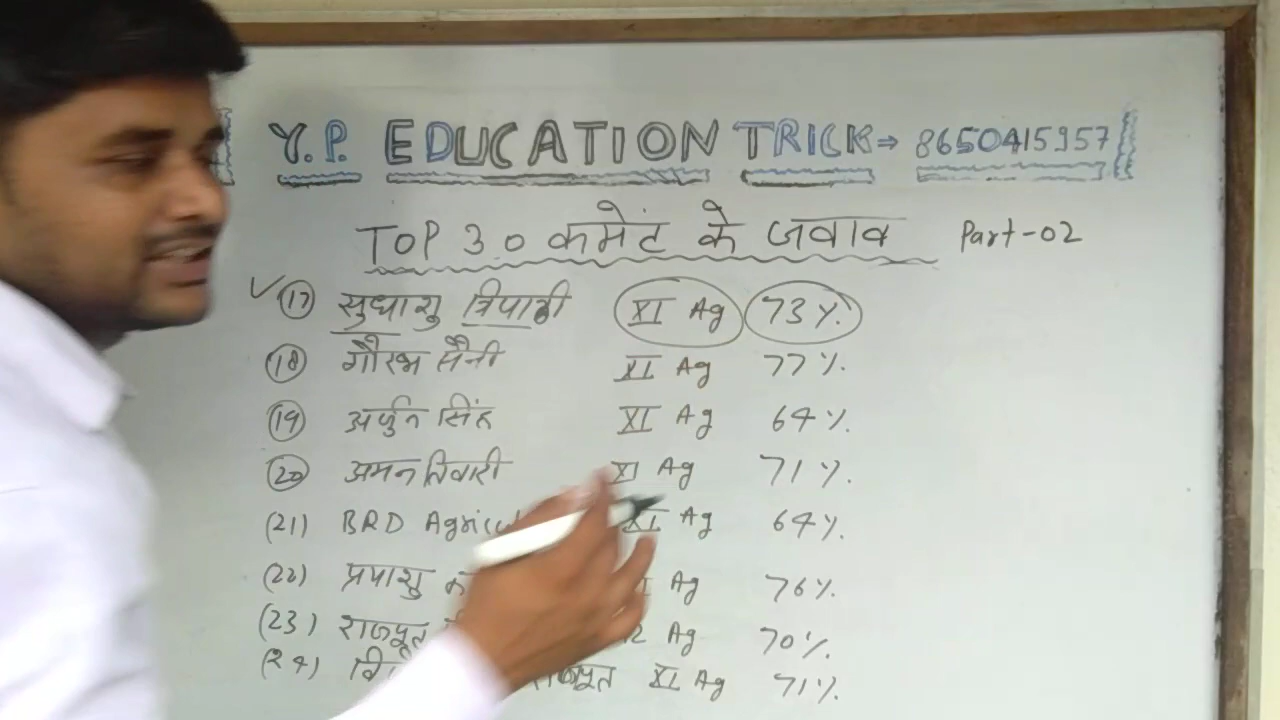 Y.P. EDUCATION TRICK → 8650415957
TOP 30 कमेंट के जवाब Part-02
(17) सुधाशु त्रिपाठी XI Ag 73%
(18) गौरभ सैनी XI Ag 77%.
(19) अर्जुन सिंह XI Ag 64%.
(20) अमन तिवारी XI Ag 71%.
(21) BRD XI Ag 64%.
(22) प्रपाशु Ag 76%.
(23) राजपूत Ag 70%.
(24) राजपूत XI Ag 71%.